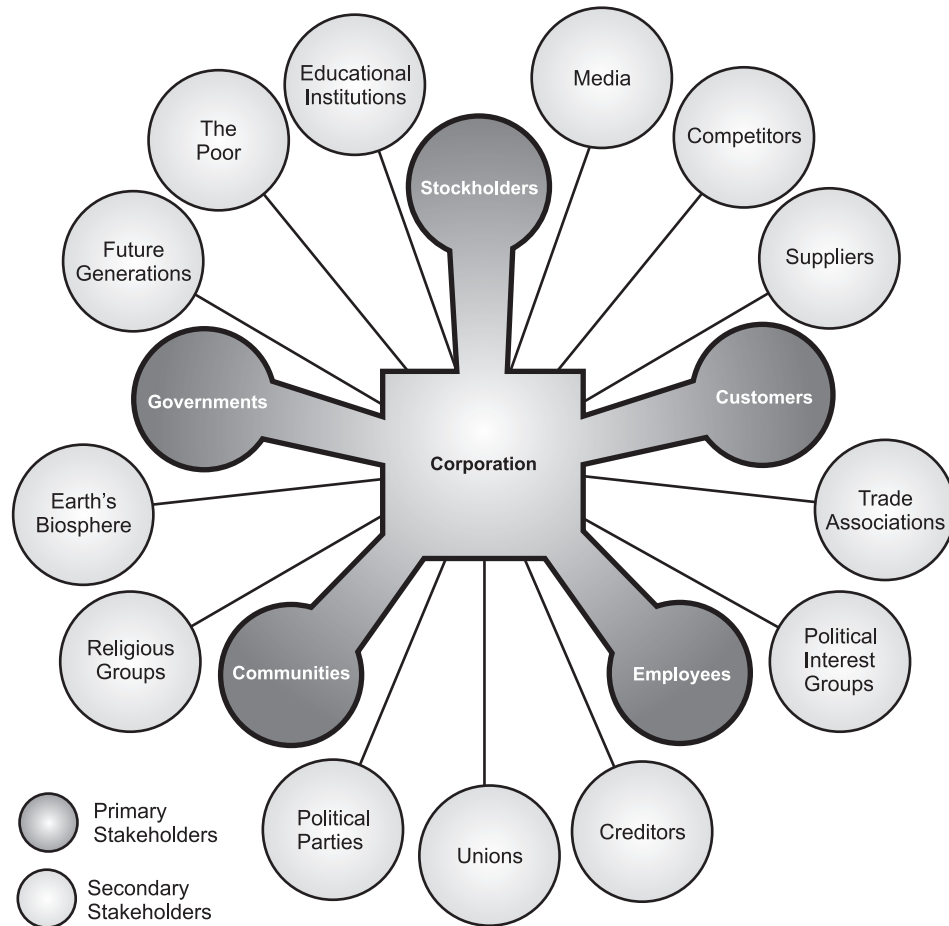 Educational
Institutions
Media
The
Poor
Competitors
Stockholders
Future
Generations
Suppliers
Governments
Customers
Corporation
Earth’s
Biosphere
Trade
Associations
Religious
Groups
Political
Interest
Groups
Communities
Employees
Political
Parties
Unions
Creditors
Primary
Stakeholders
Secondary
Stakeholders